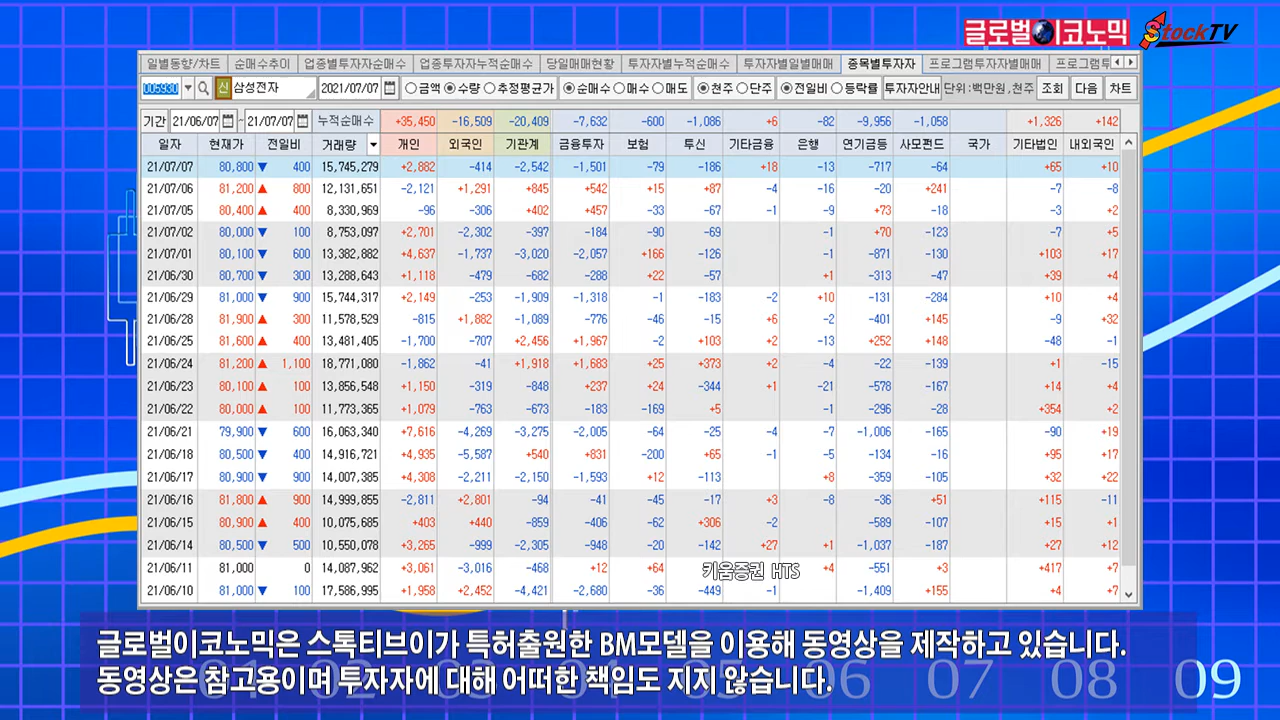 글로벌이코노믹 StockTV
일별동향/차트 순매수추이 업종별투자자순매수 업종투자자누적순매수 당일매매현황 투자자별누적순매수 투자자별일별매매 종목별투자자 프로그램투자자별매매 프로그램
005930 신 삼성전자 2021/07/07 금액 수량 추정평균가 순매수 매수 매도 천주 단주 전일비 등락률 투자자안내 단위:백만원,천주 조회 다음 차트
기간 21/06/07 ~ 21/07/07 누적순매수 +35,450 -16,509 -20,409 -7,632 -600 -1,086 +6 -82 -9,956 -1,058 +1,326 +142
일자 현재가 전일비 거래량 개인 외국인 기관계 금융투자 보험 투신 기타금융 은행 연기금등 사모펀드 국가 기타법인 내외국인
21/07/07 80,800 ▼ 400 15,745,279 +2,882 -414 -2,542 -1,501 -79 -186 +18 -13 -717 -64 +65 +10
21/07/06 81,200 ▲ 800 12,131,651 -2,121 +1,291 +845 +542 +15 +87 -4 -16 -20 +241 -7 -8
21/07/05 80,400 ▲ 400 8,330,969 -96 -306 +402 +457 -33 -67 -1 -9 +73 -18 -3 +2
21/07/02 80,000 ▼ 100 8,753,097 +2,701 -2,302 -397 -184 -90 -69 -1 +70 -123 -7 +5
21/07/01 80,100 ▼ 600 13,382,882 +4,637 -1,737 -3,020 -2,057 +166 -126 -1 -871 -130 +103 +17
21/06/30 80,700 ▼ 300 13,288,643 +1,118 -479 -682 -288 +22 -57 +1 -313 -47 +39 +4
21/06/29 81,000 ▼ 900 15,744,317 +2,149 -253 -1,909 -1,318 -1 -183 -2 +10 -131 -284 +10 +4
21/06/28 81,900 ▲ 300 11,578,529 -815 +1,882 -1,089 -776 -46 -15 +6 -2 -401 +145 -9 +32
21/06/25 81,600 ▲ 400 13,481,405 -1,700 -707 +2,456 +1,967 -2 +103 +2 -13 +252 +148 -48 -1
21/06/24 81,200 ▲ 1,100 18,771,080 -1,862 -41 +1,918 +1,683 +25 +373 +2 -4 -22 -139 +1 -15
21/06/23 80,100 ▲ 100 13,856,548 +1,150 -319 -848 +237 +24 -344 +1 -21 -578 -167 +14 +4
21/06/22 80,000 ▲ 100 11,773,365 +1,079 -763 -673 -183 -169 +5 -1 -296 -28 +354 +2
21/06/21 79,900 ▼ 600 16,063,340 +7,616 -4,269 -3,275 -2,005 -64 -25 -4 -7 -1,006 -165 -90 +19
21/06/18 80,500 ▼ 400 14,916,721 +4,935 -5,587 +540 +831 -200 +65 -1 -5 -134 -16 +95 +17
21/06/17 80,900 ▼ 900 14,007,385 +4,308 -2,211 -2,150 -1,593 +12 -113 +8 -359 -105 +32 +22
21/06/16 81,800 ▲ 900 14,999,855 -2,811 +2,801 -94 -41 -45 -17 +3 -8 -36 +51 +115 -11
21/06/15 80,900 ▲ 400 10,075,685 +403 +440 -859 -406 -62 +306 -2 -589 -107 +15 +1
21/06/14 80,500 ▼ 500 10,550,078 +3,265 -999 -2,305 -948 -20 -142 +27 +1 -1,037 -187 +27 +12
21/06/11 81,000 0 14,087,962 +3,061 -3,016 -468 +12 +64 키움증권 HTS +4 -551 +3 +417 +7
21/06/10 81,000 ▼ 100 17,586,995 +1,958 +2,452 -4,421 -2,680 -36 -449 -1 -1,409 +155 +4 +7
글로벌이코노믹은 스톡티브이가 특허출원한 BM모델을 이용해 동영상을 제작하고 있습니다.
동영상은 참고용이며 투자자에 대해 어떠한 책임도 지지 않습니다.
01 02 03 04 05 06 07 08 09